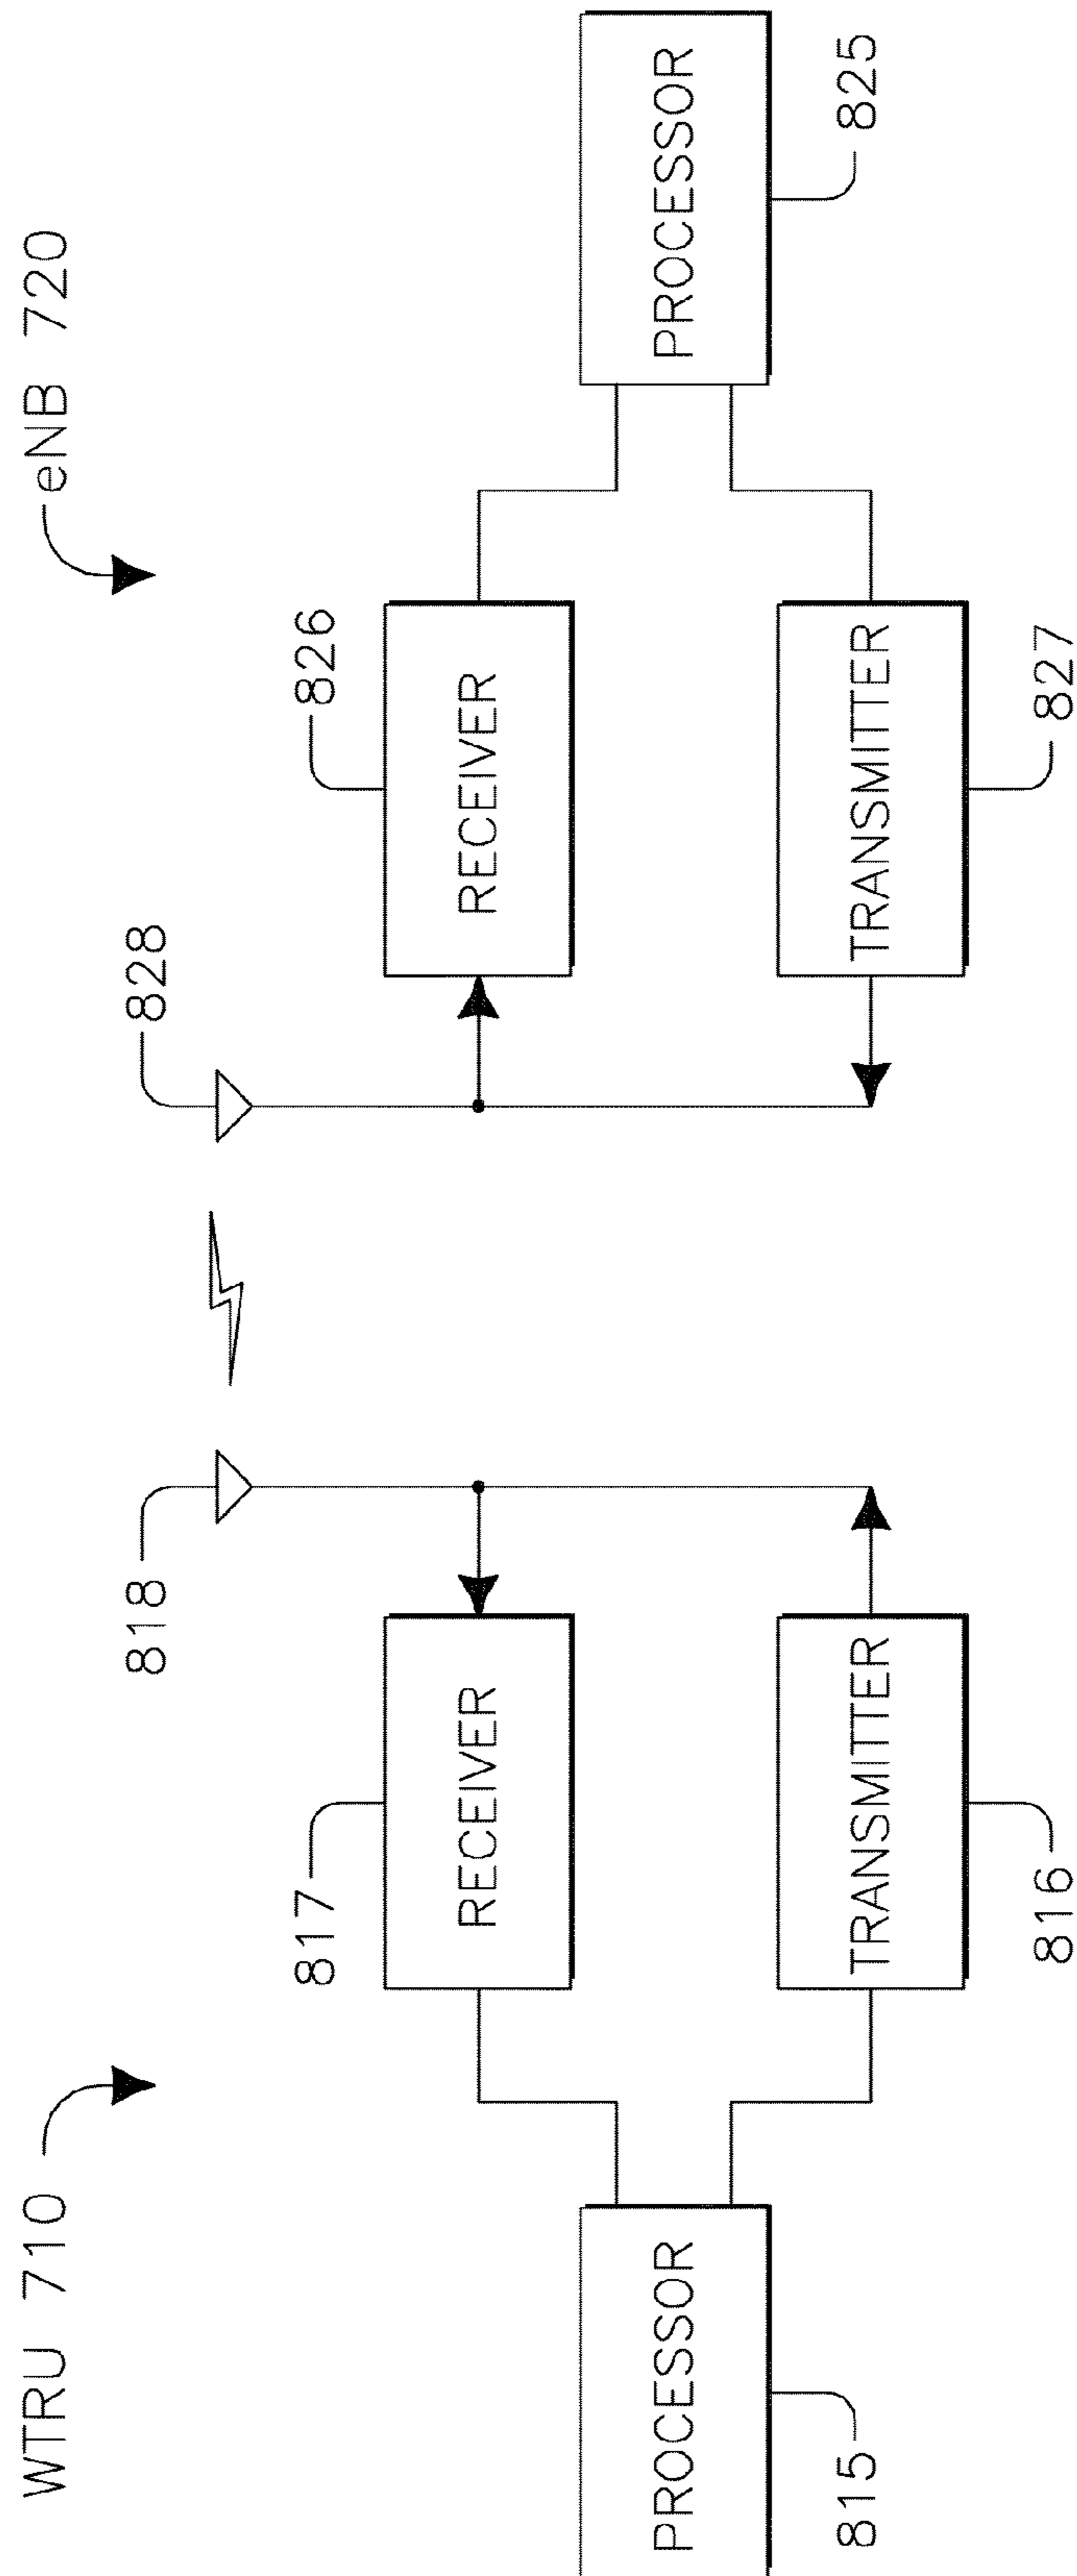 WTRU 710
eNB 720
818
828
817
RECEIVER
826
RECEIVER
PROCESSOR
815
PROCESSOR
825
TRANSMITTER
816
TRANSMITTER
827